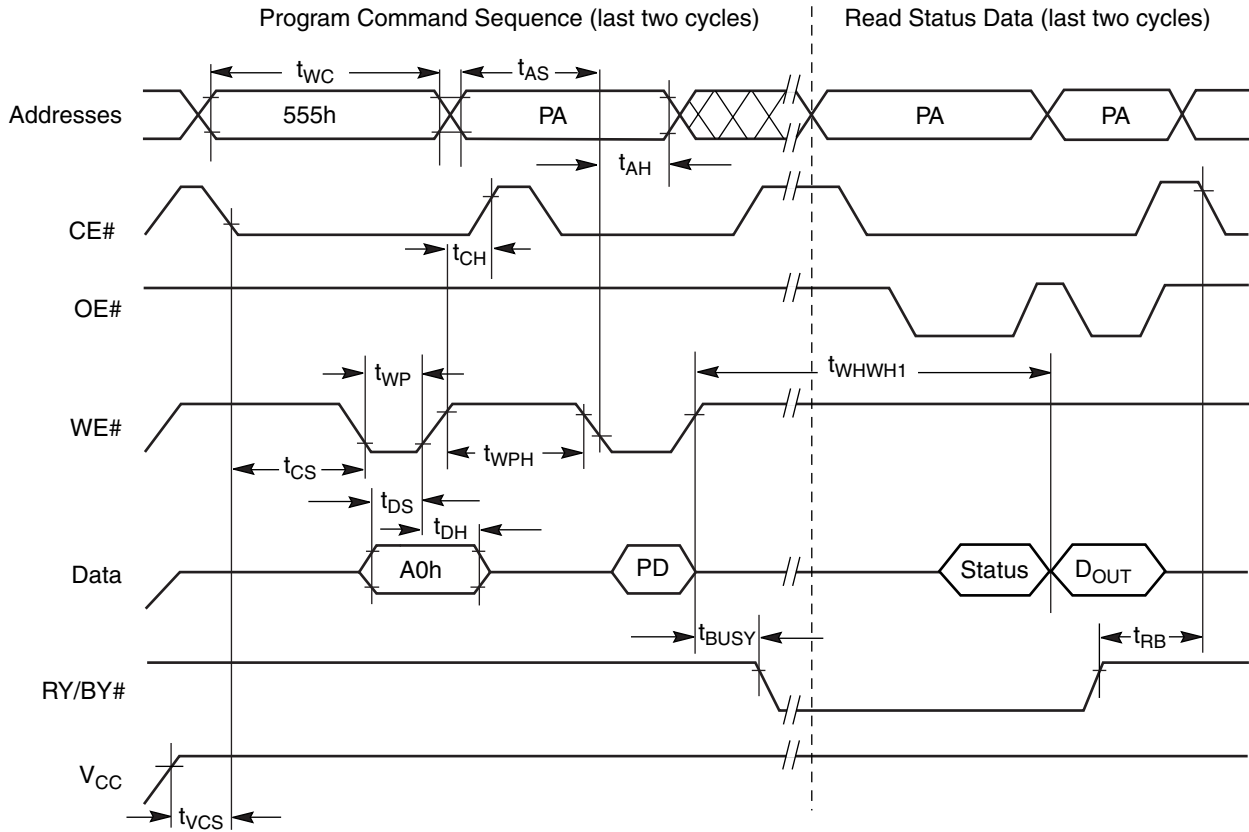 Program Command Sequence (last two cycles)
Read Status Data (last two cycles)
tWC
tAS
Addresses
555h
PA
PA
PA
tAH
CE#
tCH
OE#
tWP
tWHWH1
WE#
tCS
tWPH
tDS
tDH
Data
A0h
PD
Status
DOUT
tBUSY
tRB
RY/BY#
VCC
tVCS